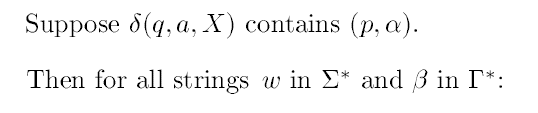 Suppose δ(q, a, X) contains (p, α).
Then for all strings w in Σ* and β in Γ*: